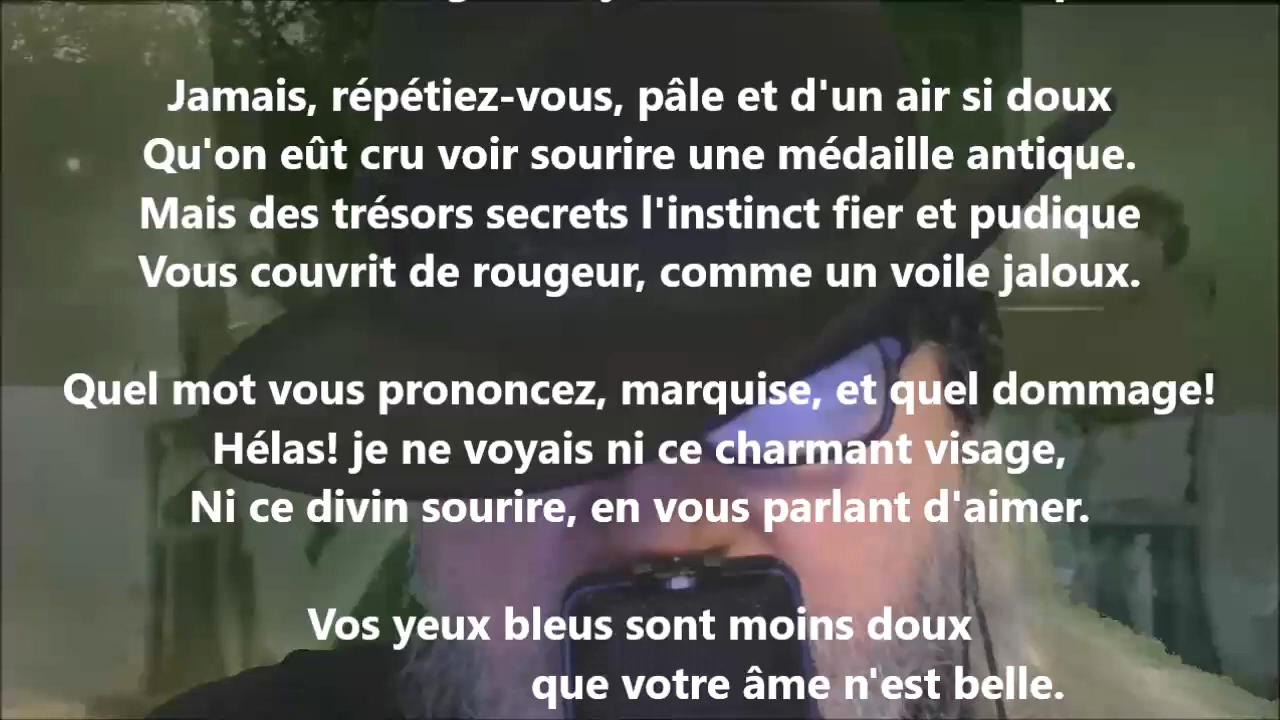 Jamais, répétiez-vous, pâle et d'un air si doux
Qu'on eût cru voir sourire une médaille antique.
Mais des trésors secrets l'instinct fier et pudique
Vous couvrit de rougeur, comme un voile jaloux.
Quel mot vous prononcez, marquise, et quel dommage!
Hélas! je ne voyais ni ce charmant visage,
Ni ce divin sourire, en vous parlant d'aimer.
Vos yeux bleus sont moins doux
que votre âme n'est belle.